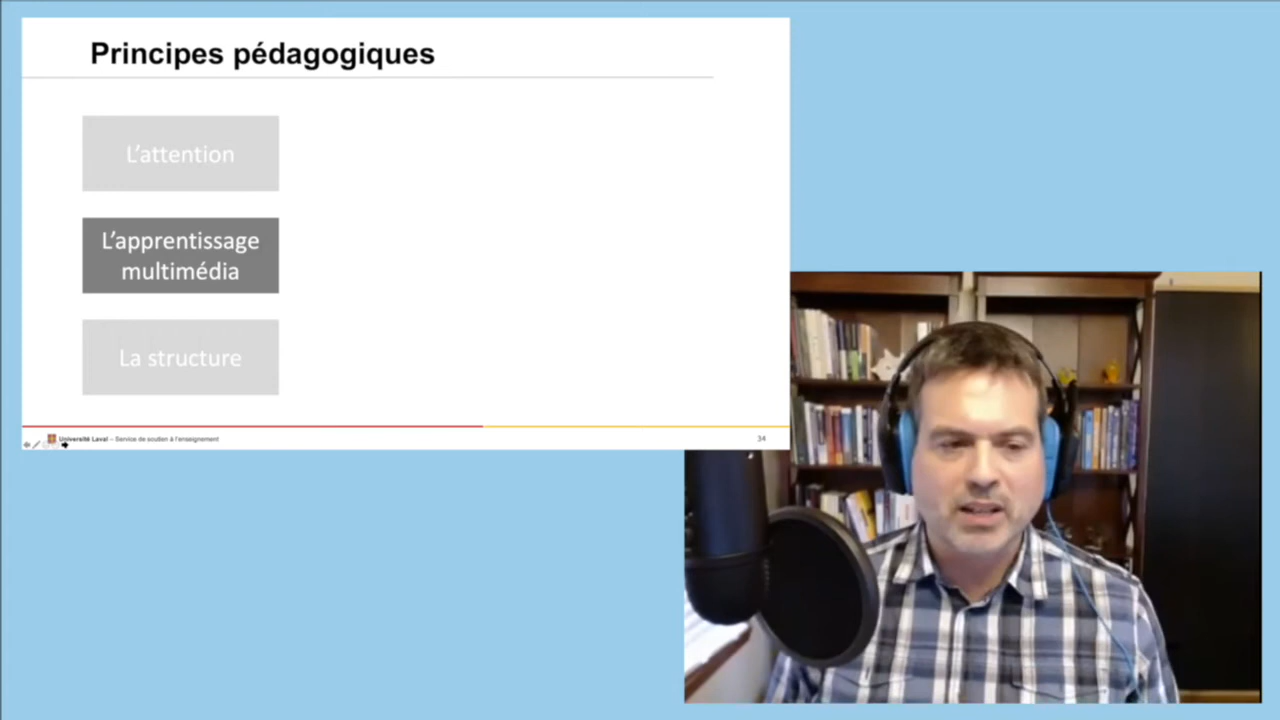 Principes pédagogiques
L'attention
L'apprentissage
multimédia
La structure
Université Laval – Service de soutien à l'enseignement
34